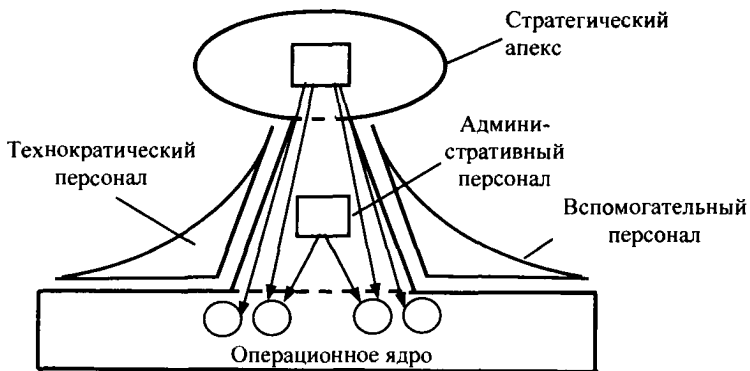 Стратегический
апекс
Технократический
персонал
Админи-
стративный
персонал
Вспомогательный
персонал
Операционное ядро